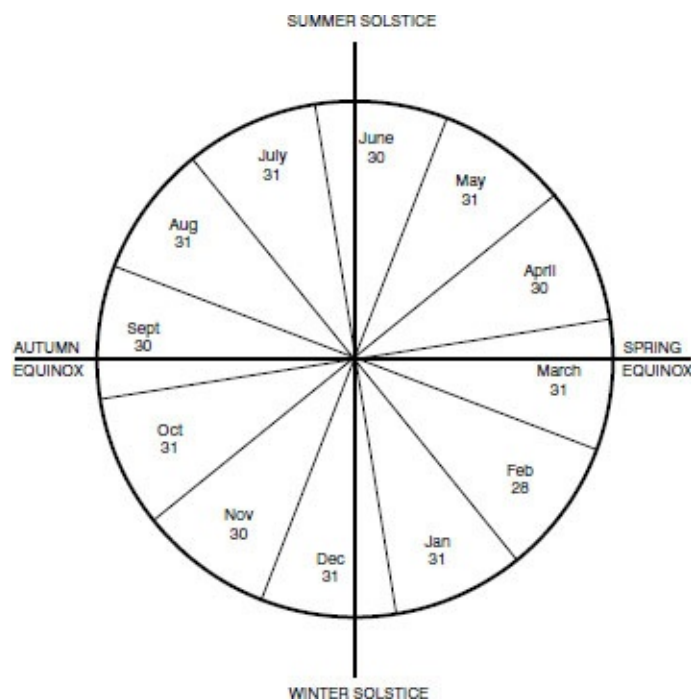 SUMMER SOLSTICE
June
30
July
31
May
31
Aug
31
April
30
Sept
30
AUTUMN
EQUINOX
SPRING
EQUINOX
March
31
Oct
31
Feb
28
Nov
30
Jan
31
Dec
31
WINTER SOLSTICE